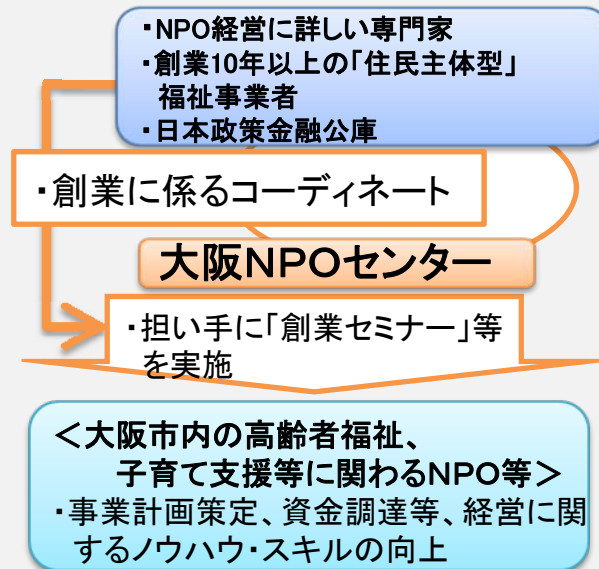 ・NPO経営に詳しい専門家
・創業10年以上の「住民主体型」
福祉事業者
・日本政策金融公庫
・創業に係るコーディネート
大阪NPOセンター
・担い手に「創業セミナー」等
を実施
＜大阪市内の高齢者福祉、
子育て支援等に関わるNPO等＞
・事業計画策定、資金調達等、経営に関
するノウハウ・スキルの向上